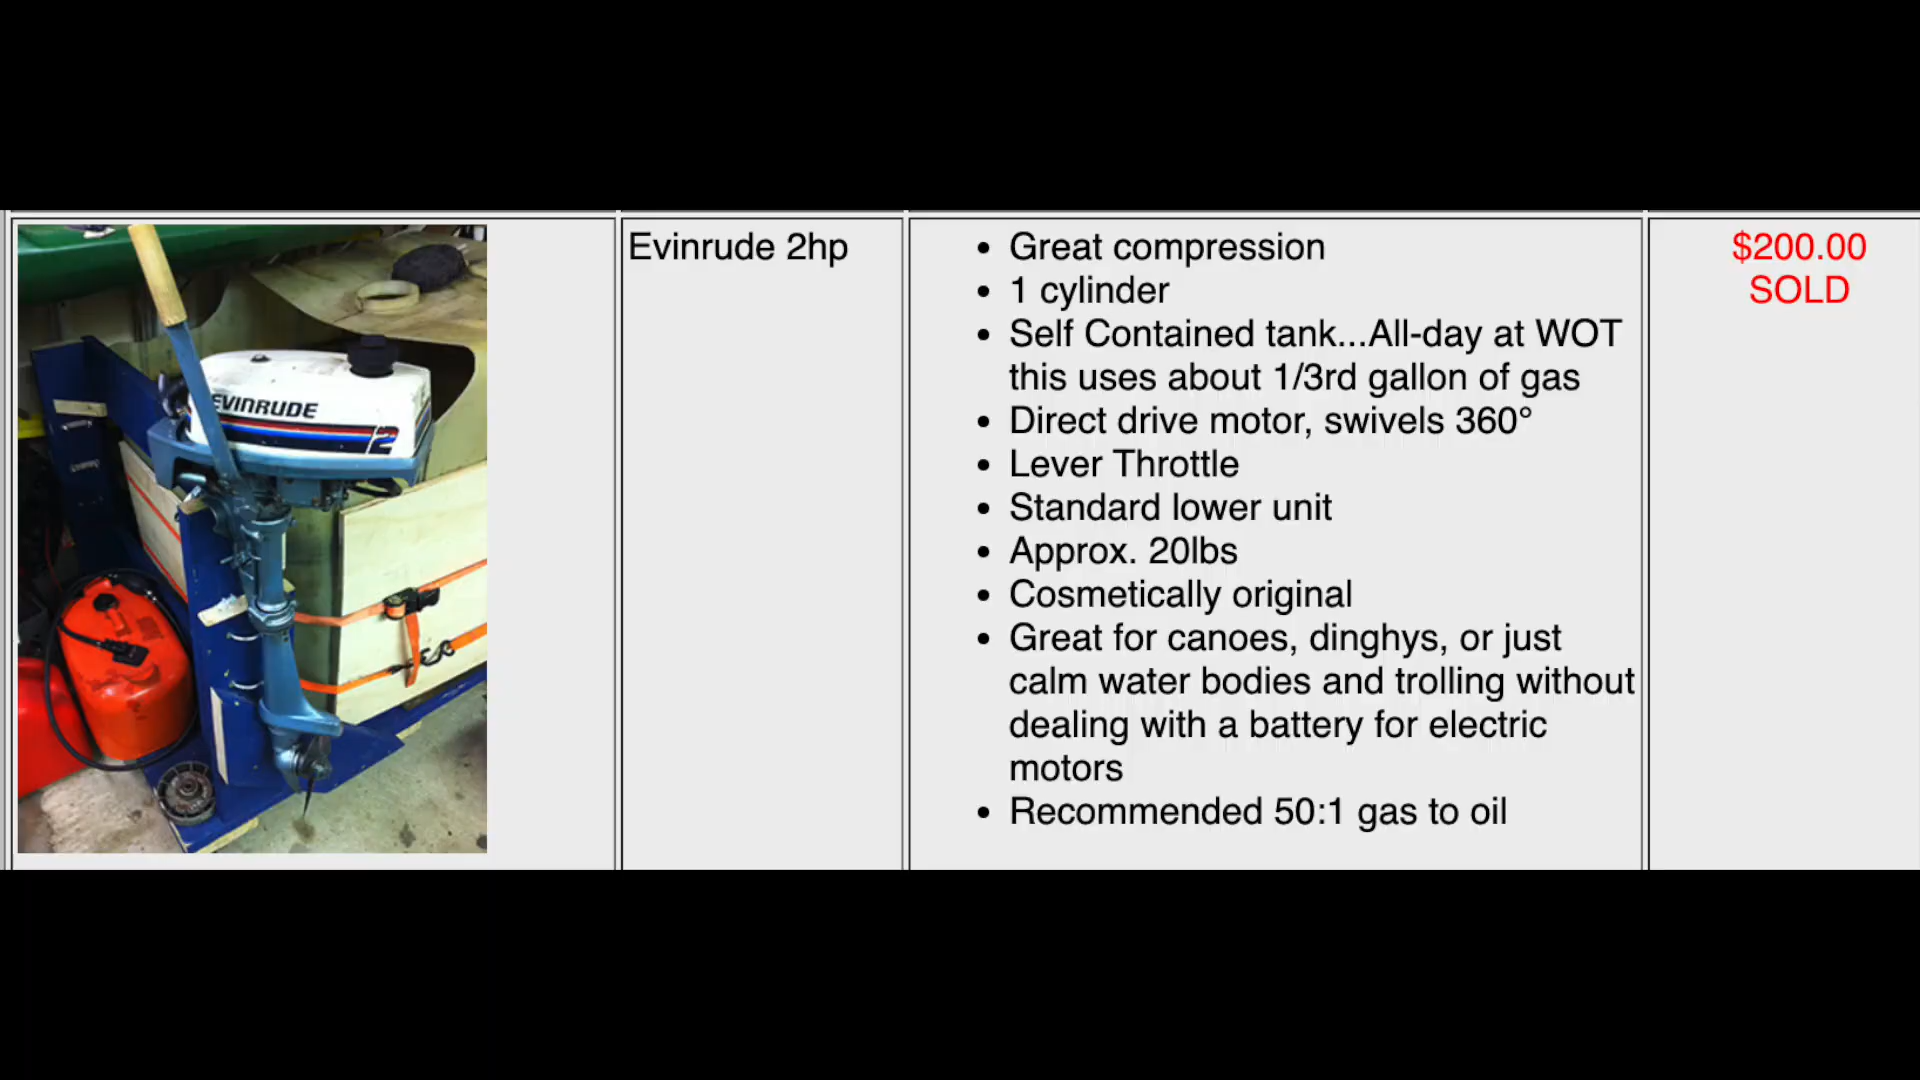 EVINRUDE
2
Evinrude 2hp
• Great compression
• 1 cylinder
• Self Contained tank...All-day at WOT
this uses about 1/3rd gallon of gas
• Direct drive motor, swivels 360°
• Lever Throttle
• Standard lower unit
• Approx. 20lbs
• Cosmetically original
• Great for canoes, dinghys, or just
calm water bodies and trolling without
dealing with a battery for electric
motors
• Recommended 50:1 gas to oil
$200.00
SOLD